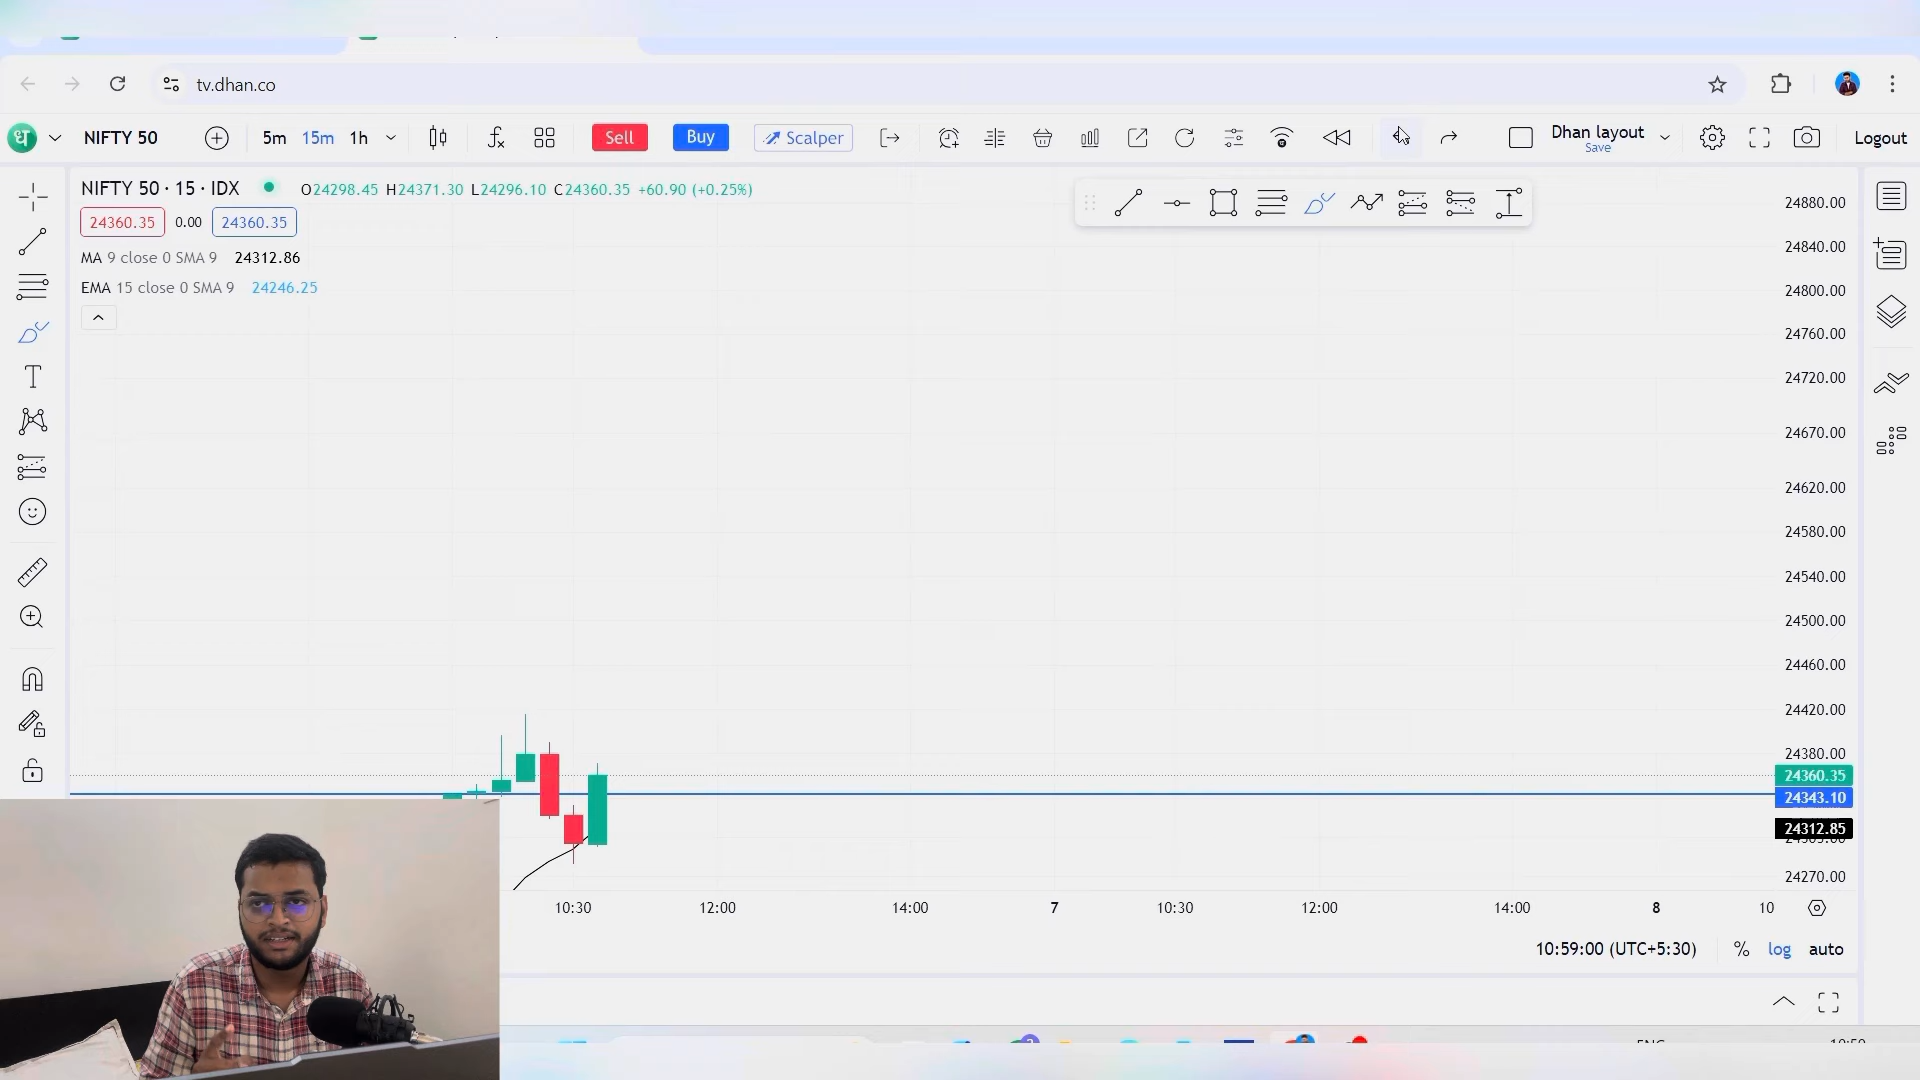 tv.dhan.co
ध
NIFTY 50
5m 15m 1h
Sell
Buy
Scalper
Dhan layout
Save
Logout
NIFTY 50 · 15 · IDX
O24298.45 H24371.30 L24296.10 C24360.35 +60.90 (+0.25%)
24360.35 0.00 24360.35
MA 9 close 0 SMA 9 24312.86
EMA 15 close 0 SMA 9 24246.25
T
24880.00
24840.00
24800.00
24760.00
24720.00
24670.00
24620.00
24580.00
24540.00
24500.00
24460.00
24420.00
24380.00
24360.35
24343.10
24312.85
24270.00
10:30 12:00 14:00 7 10:30 12:00 14:00 8 10
10:59:00 (UTC+5:30) % log auto